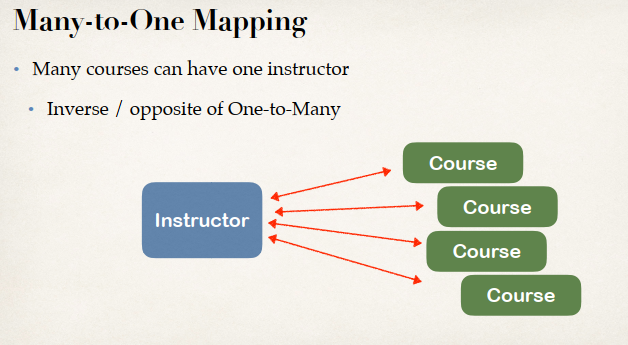 Many-to-One Mapping
• Many courses can have one instructor
• Inverse / opposite of One-to-Many
Course
Instructor
Course
Course
Course